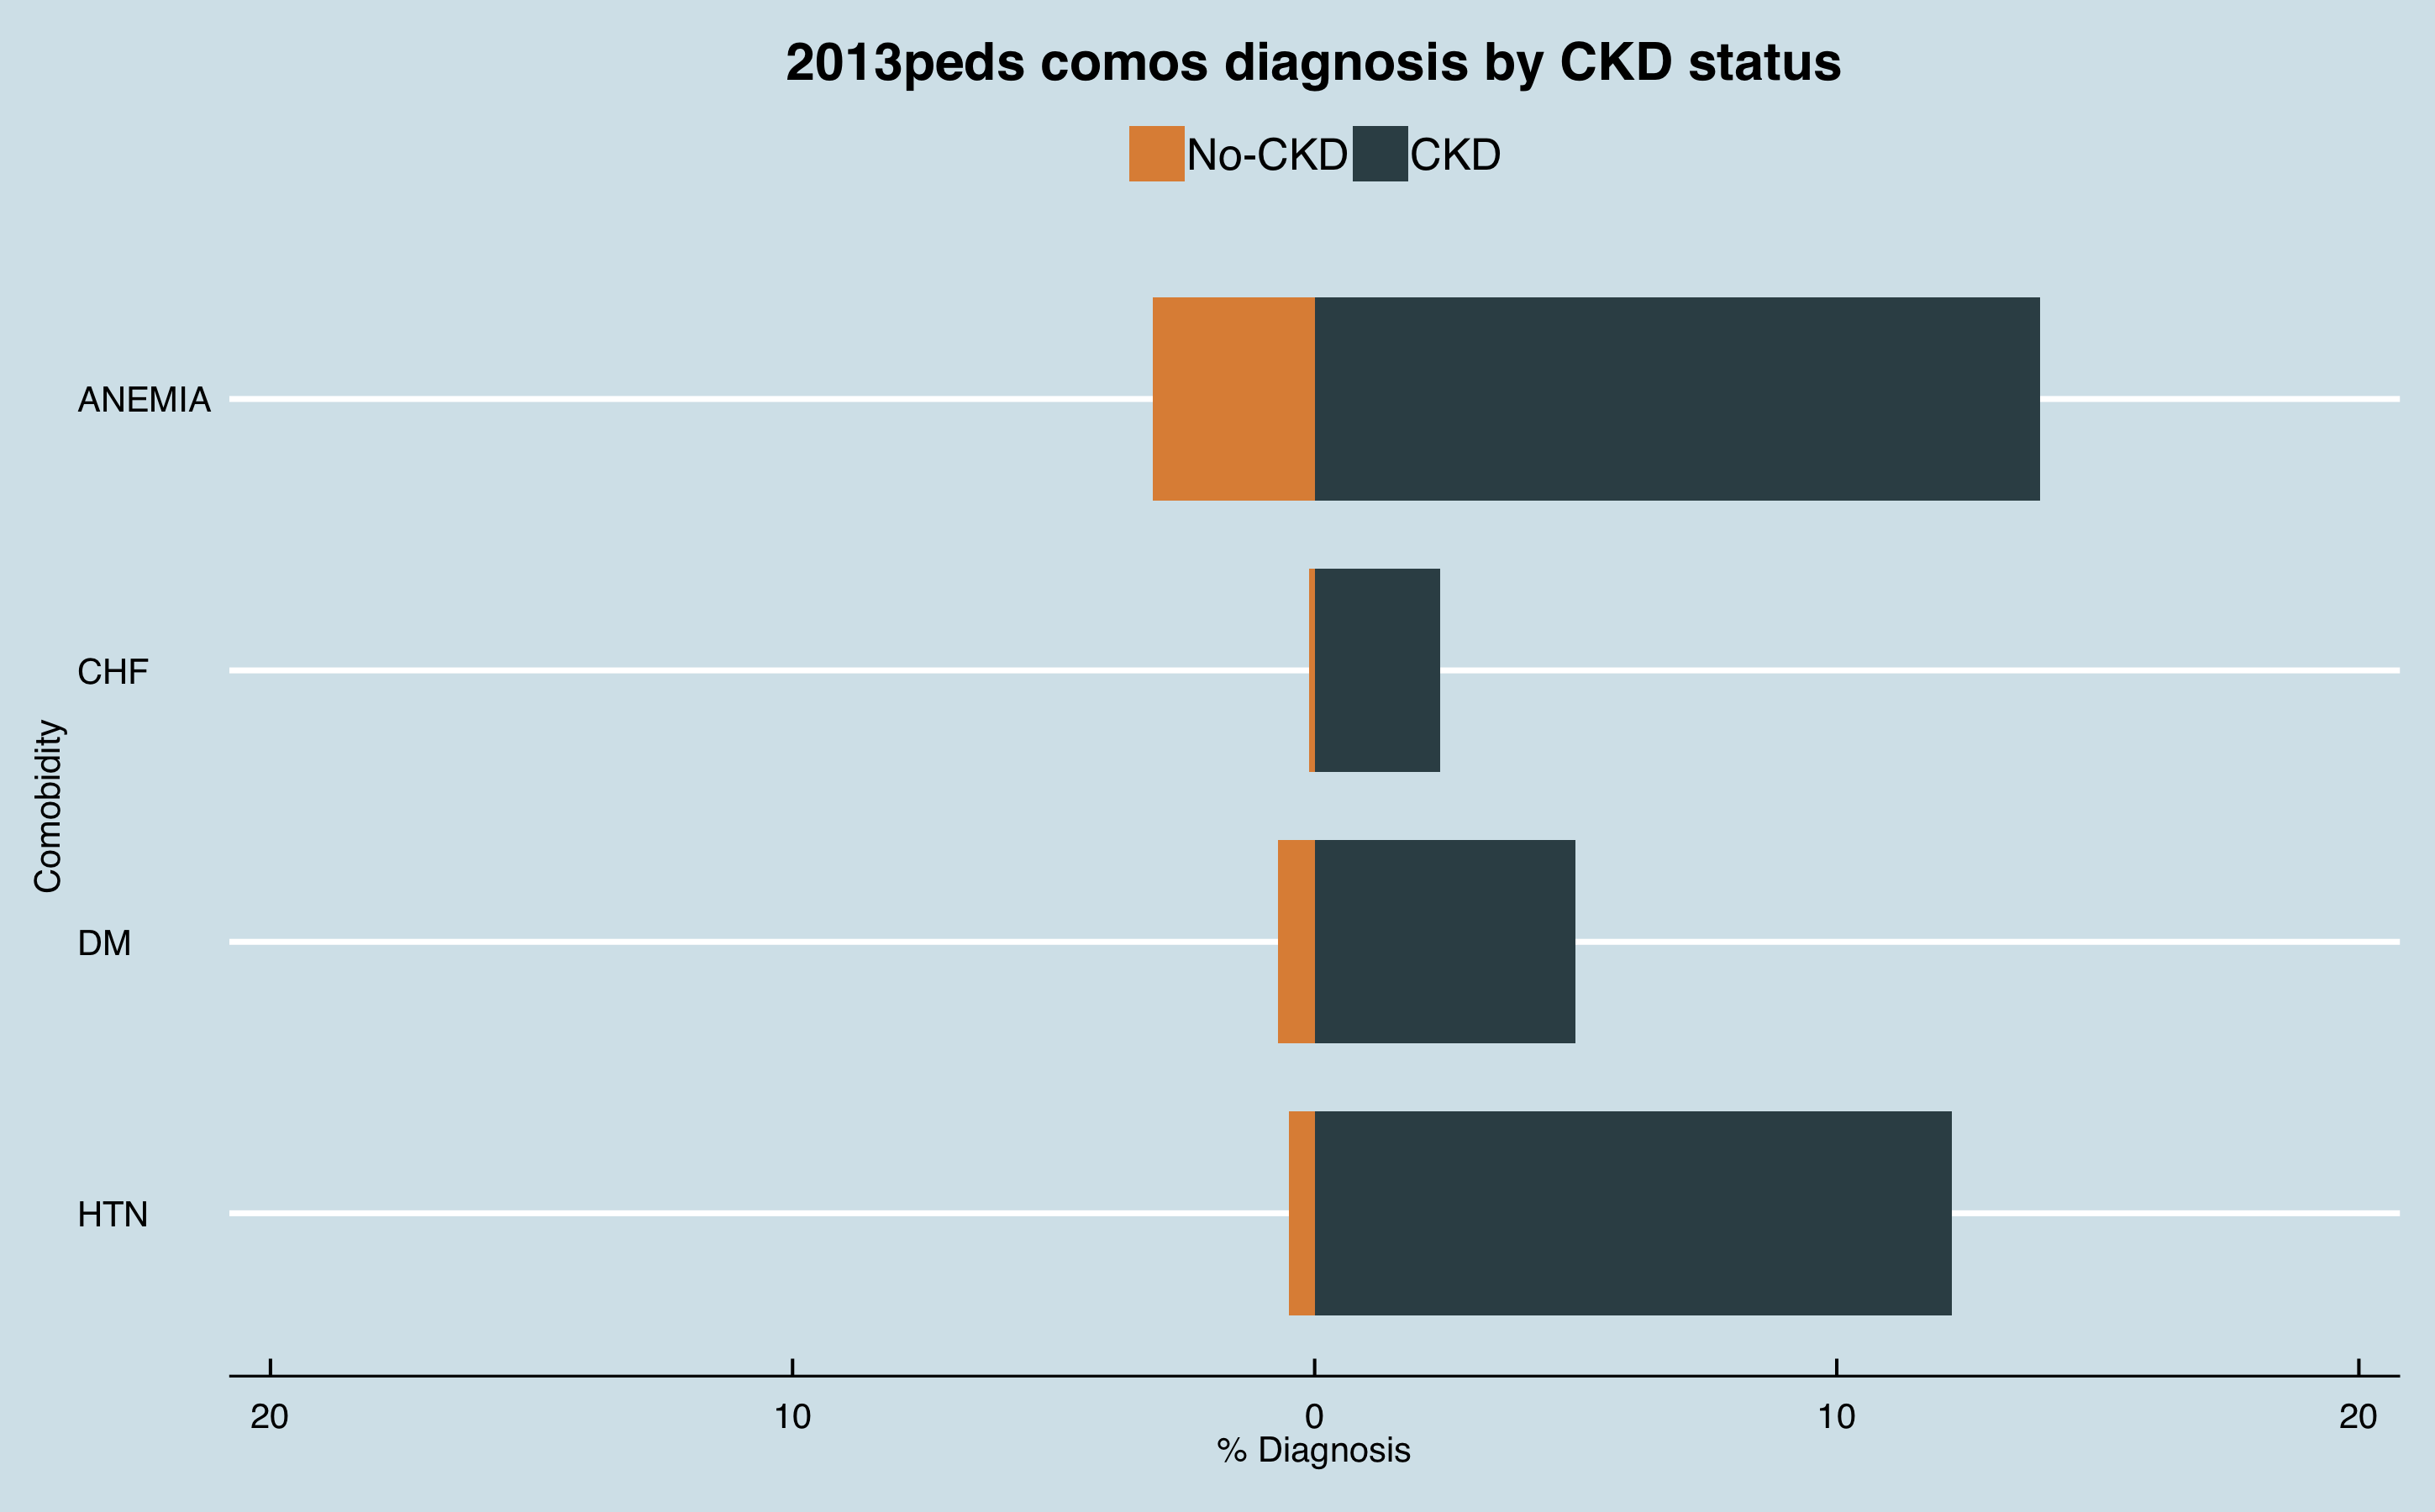 2013peds comos diagnosis by CKD status
No-CKD CKD
ANEMIA
CHF
DM
HTN
Comobidity
20 10 0 10 20
% Diagnosis